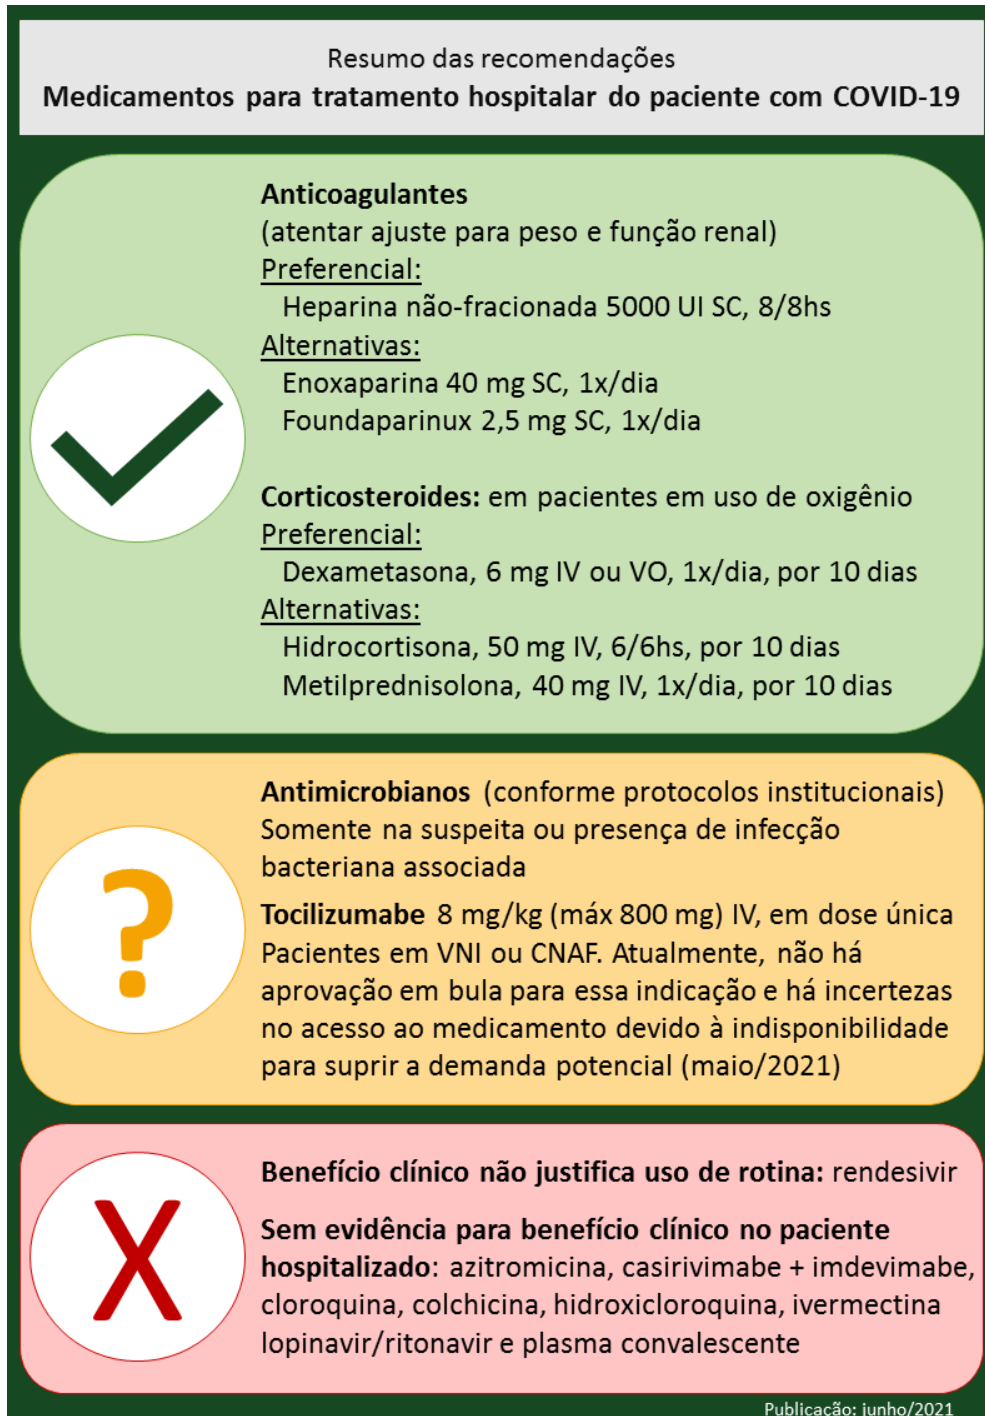 Resumo das recomendações
Medicamentos para tratamento hospitalar do paciente com COVID-19
Anticoagulantes
(atentar ajuste para peso e função renal)
Preferencial:
Heparina não-fracionada 5000 UI SC, 8/8hs
Alternativas:
Enoxaparina 40 mg SC, 1x/dia
Foundaparinux 2,5 mg SC, 1x/dia
Corticosteroides: em pacientes em uso de oxigênio
Preferencial:
Dexametasona, 6 mg IV ou VO, 1x/dia, por 10 dias
Alternativas:
Hidrocortisona, 50 mg IV, 6/6hs, por 10 dias
Metilprednisolona, 40 mg IV, 1x/dia, por 10 dias
?
Antimicrobianos (conforme protocolos institucionais)
Somente na suspeita ou presença de infecção
bacteriana associada
Tocilizumabe 8 mg/kg (máx 800 mg) IV, em dose única
Pacientes em VNI ou CNAF. Atualmente, não há
aprovação em bula para essa indicação e há incertezas
no acesso ao medicamento devido à indisponibilidade
para suprir a demanda potencial (maio/2021)
X
Benefício clínico não justifica uso de rotina: rendesivir
Sem evidência para benefício clínico no paciente
hospitalizado: azitromicina, casirivimabe + imdevimabe,
cloroquina, colchicina, hidroxicloroquina, ivermectina
lopinavir/ritonavir e plasma convalescente
Publicação: junho/2021